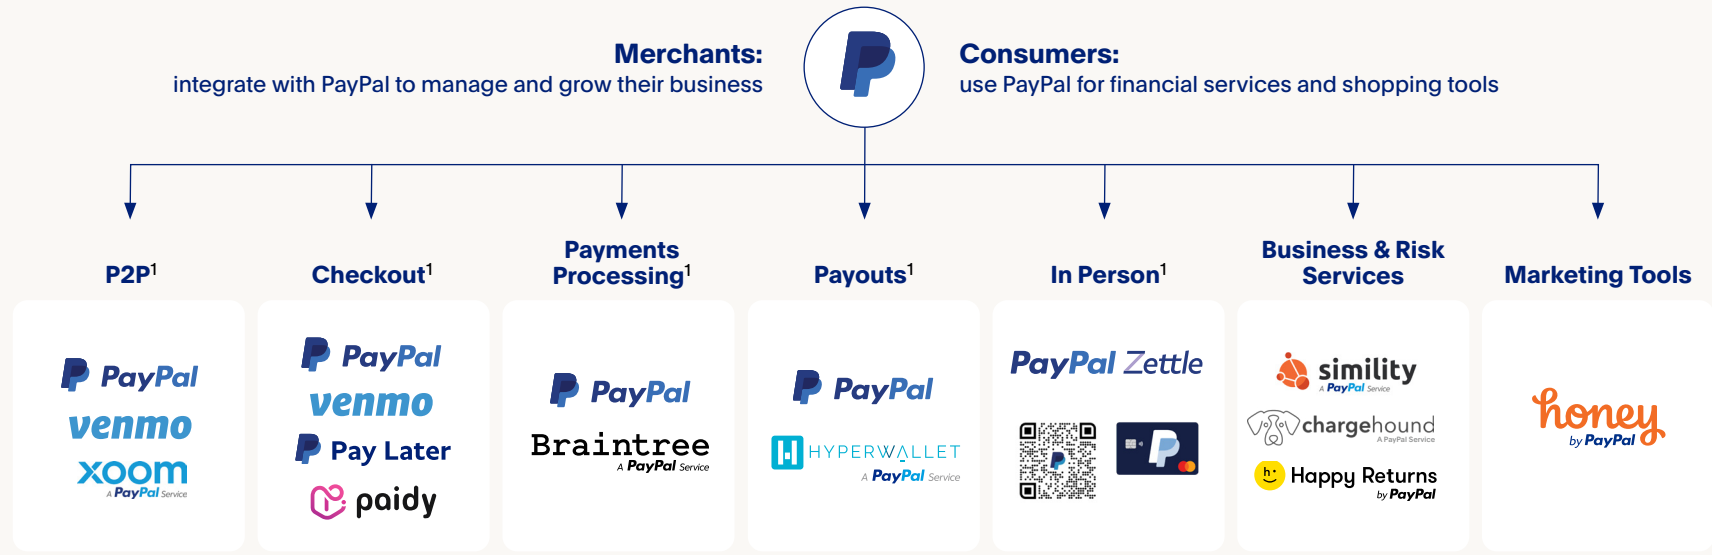 Merchants:
integrate with PayPal to manage and grow their business
Consumers:
use PayPal for financial services and shopping tools
P2P1
Checkout1
Payments
Processing1
Payouts1
In Person1
Business & Risk
Services
Marketing Tools
PayPal
venmo
xoom
A PayPal Service
PayPal
venmo
Pay Later
paidy
PayPal
Braintree
A PayPal Service
PayPal
HYPERWALLET
A PayPal Service
PayPal Zettle
simility
A PayPal Service
chargehound
A PayPal Service
h•
Happy Returns
by PayPal
honey
by PayPal